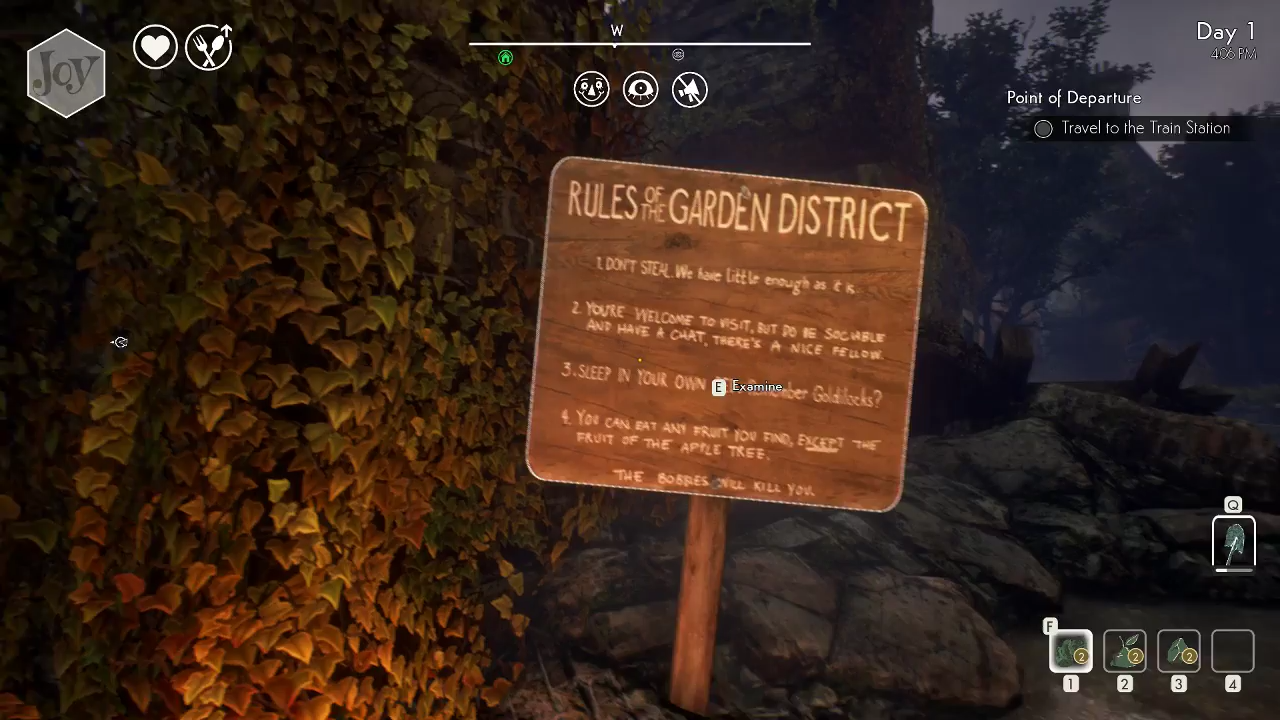 Joy
W
Day 1
4:06 PM
Point of Departure
Travel to the Train Station
RULES OF THE GARDEN DISTRICT
1. DON'T STEAL. We have little enough as it is
2. YOU'RE WELCOME TO VISIT, BUT DO BE SOCIABLE
AND HAVE A CHAT, THERE'S A NICE FELLOW.
3. SLEEP IN YOUR OWN Goldilocks?
E Examine
4. YOU CAN EAT ANY FRUIT YOU FIND, EXCEPT THE
FRUIT OF THE APPLE TREE.
THE BOBBIES WILL KILL YOU
Q
F
2 2 2
1 2 3 4